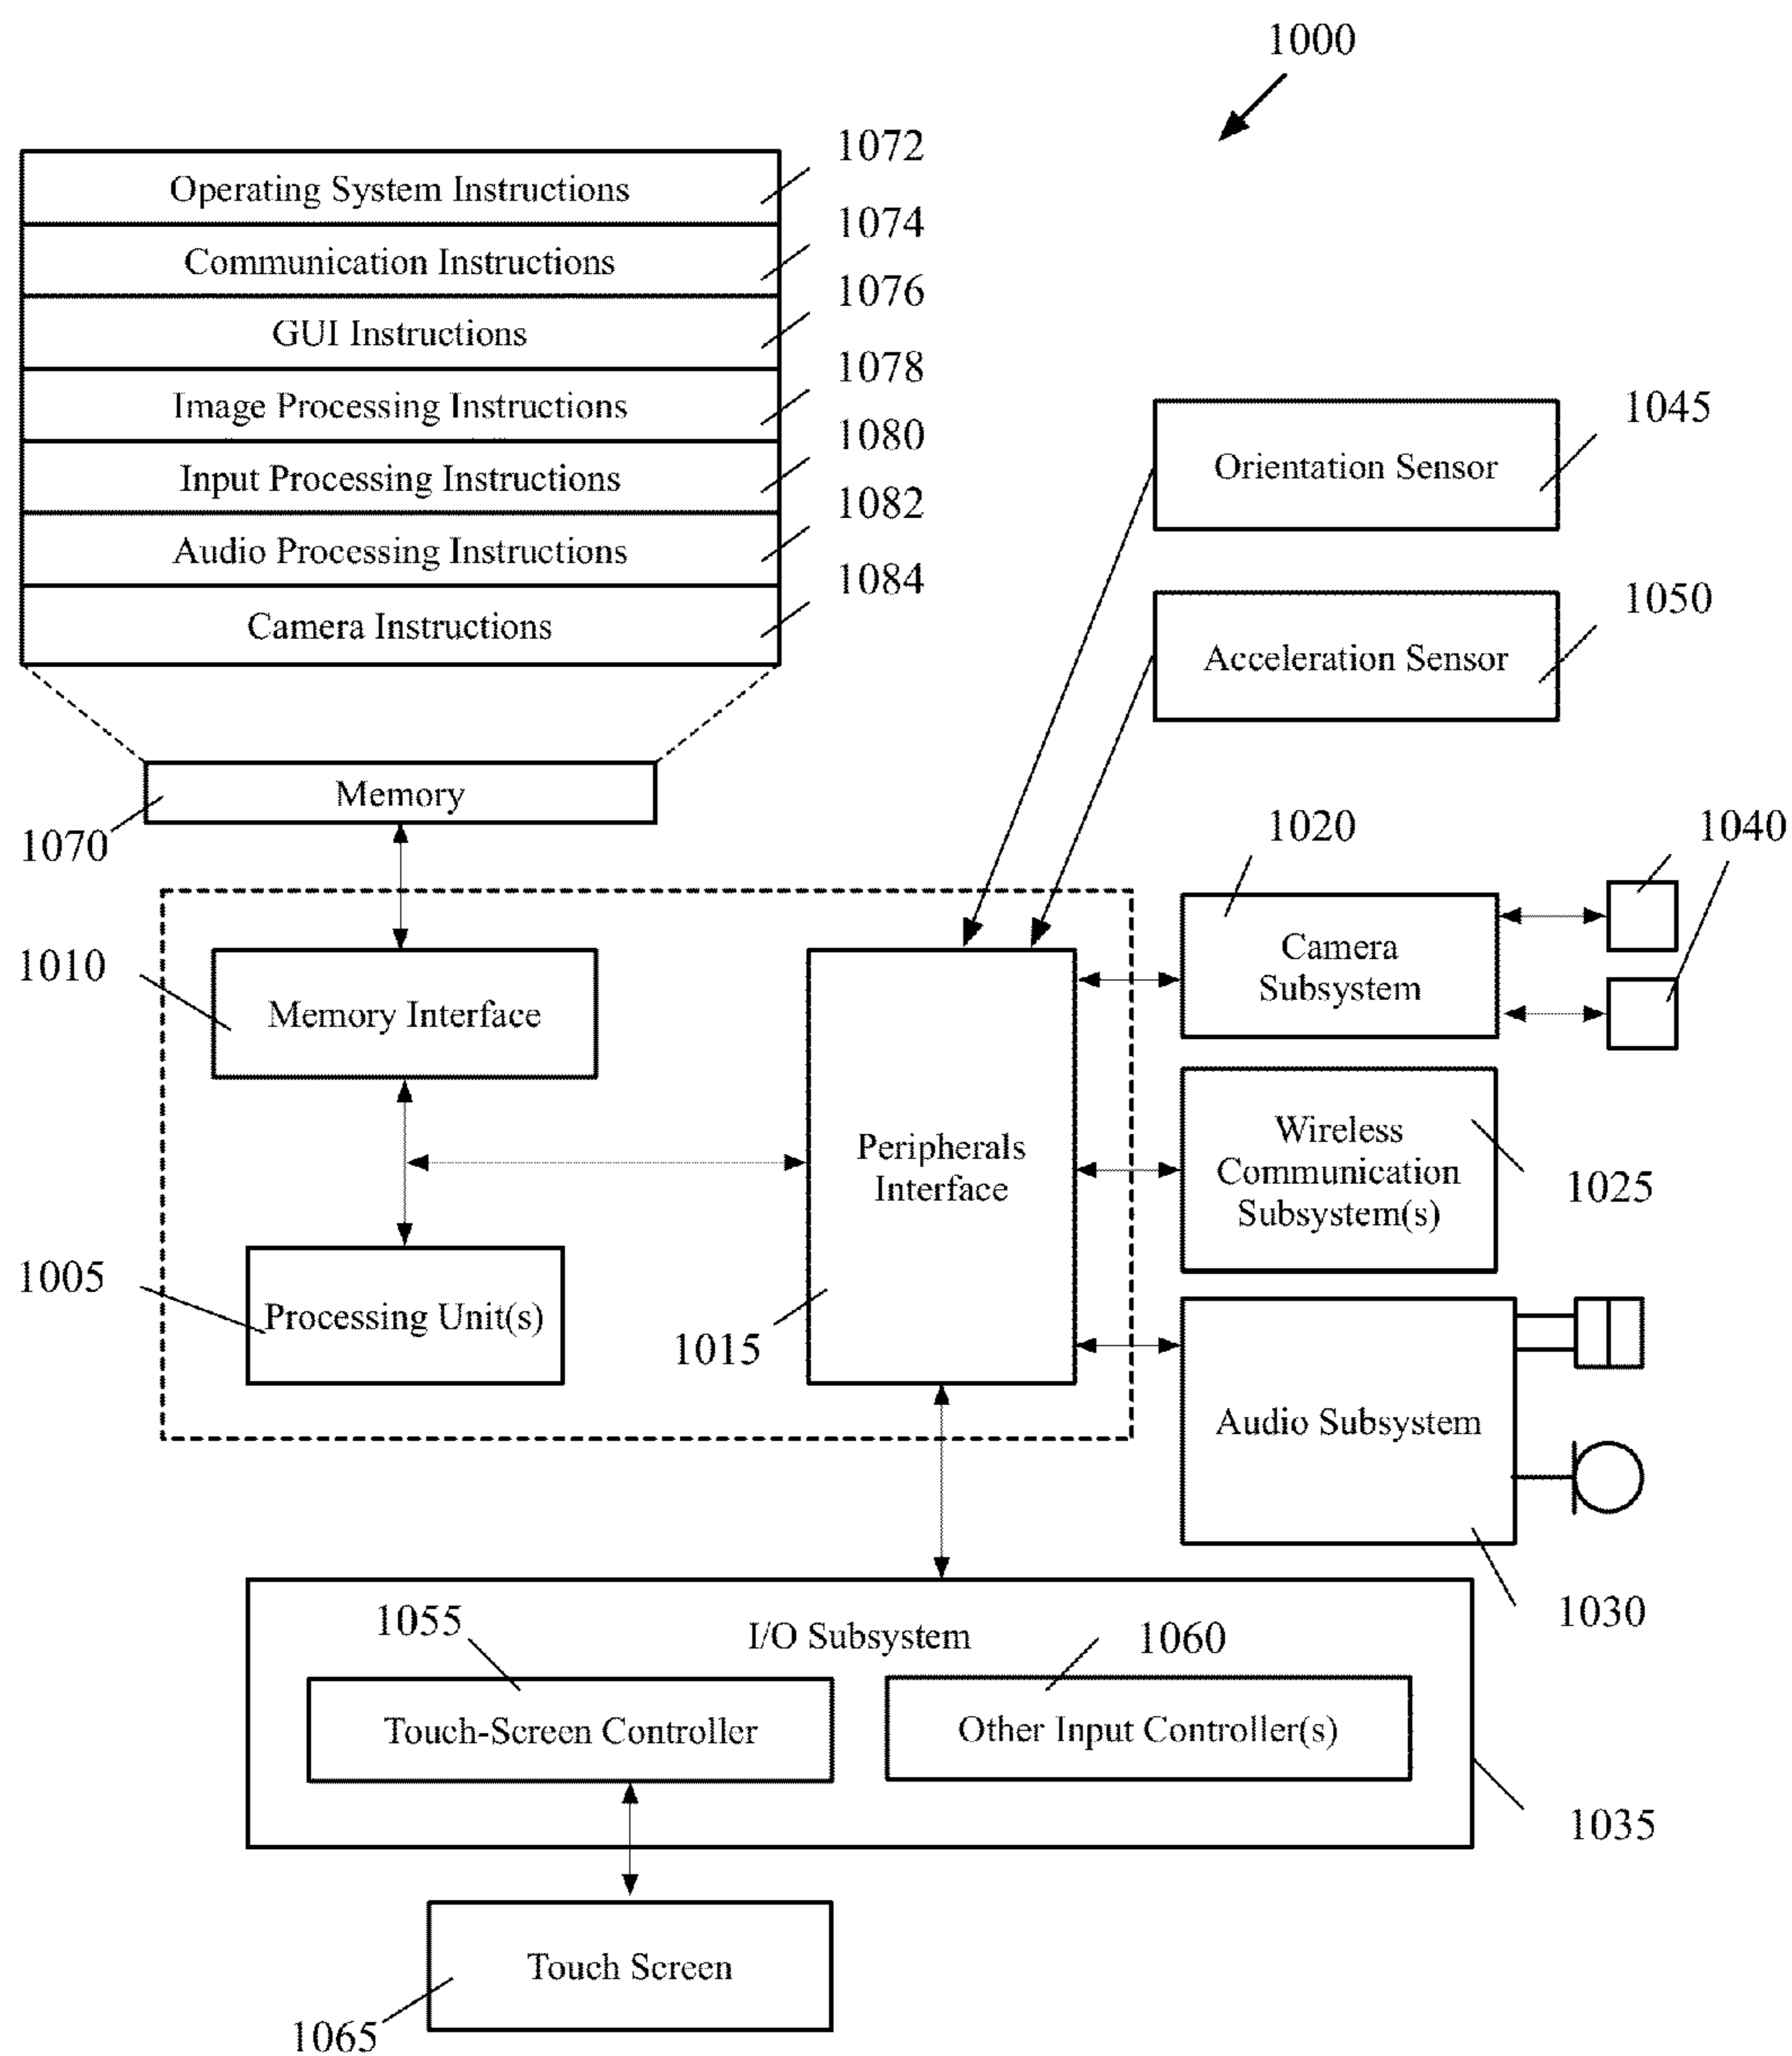 1000
1072
Operating System Instructions
1074
Communication Instructions
1076
GUI Instructions
1078
Image Processing Instructions
1080
Input Processing Instructions
1082
Audio Processing Instructions
1084
Camera Instructions
1045
Orientation Sensor
1050
Acceleration Sensor
Memory
1070
1020
1040
Camera
Subsystem
1010
Memory Interface
Peripherals
Interface
Wireless
Communication
Subsystem(s)
1025
1005
Processing Unit(s)
1015
Audio Subsystem
1030
1055
I/O Subsystem
1060
Touch-Screen Controller
Other Input Controller(s)
1035
Touch Screen
1065